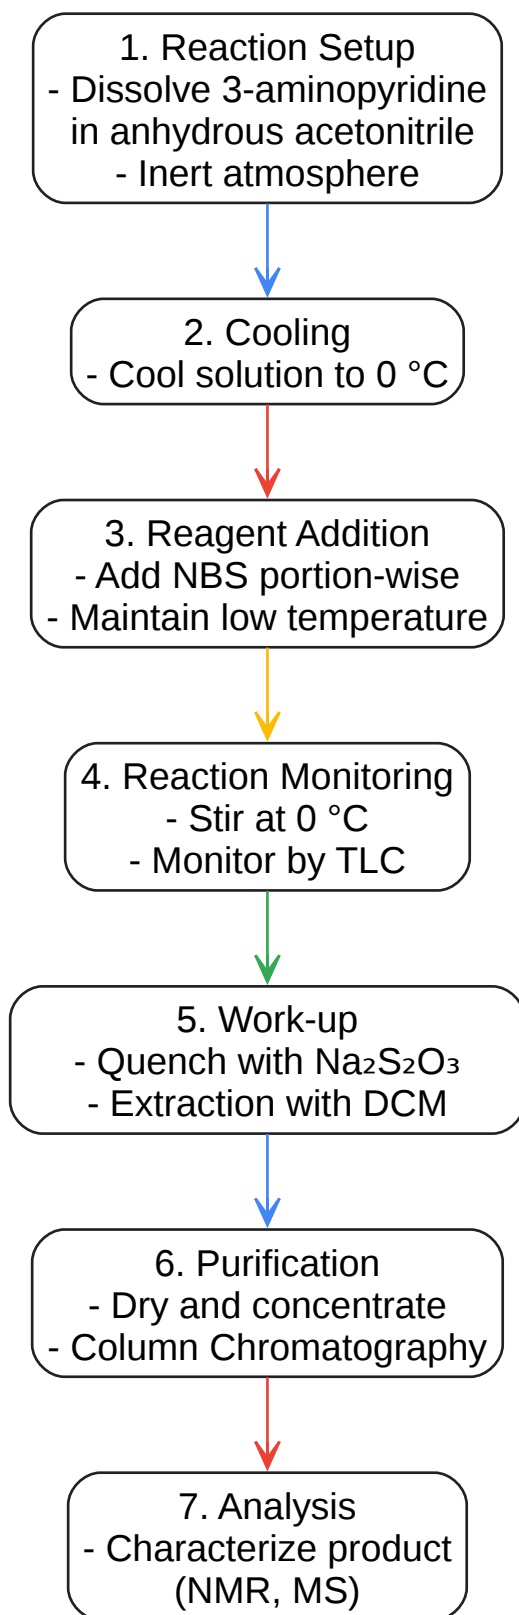 1. Reaction Setup
- Dissolve 3-aminopyridine
in anhydrous acetonitrile
- Inert atmosphere
2. Cooling
- Cool solution to 0 °C
3. Reagent Addition
- Add NBS portion-wise
- Maintain low temperature
4. Reaction Monitoring
- Stir at 0 °C
- Monitor by TLC
5. Work-up
- Quench with Na₂S₂O₃
- Extraction with DCM
6. Purification
- Dry and concentrate
- Column Chromatography
7. Analysis
- Characterize product
(NMR, MS)